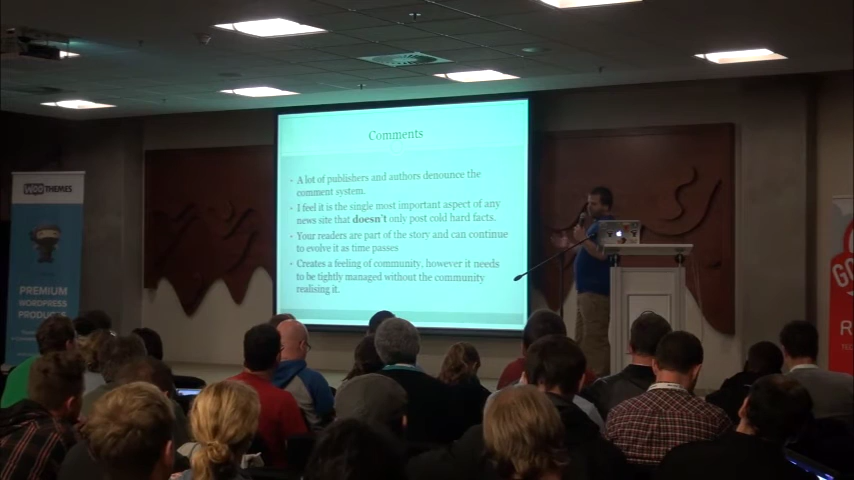 Comments
• A lot of publishers and authors denounce the
comment system.
• I feel it is the single most important aspect of any
news site that doesn't only post cold hard facts.
• Your readers are part of the story and can continue
to evolve it as time passes
• Creates a feeling of community, however it needs
to be tightly managed without the community
realising it.
WOOTHEMES
PREMIUM
WORDPRESS
PRODUCTS
GO
R